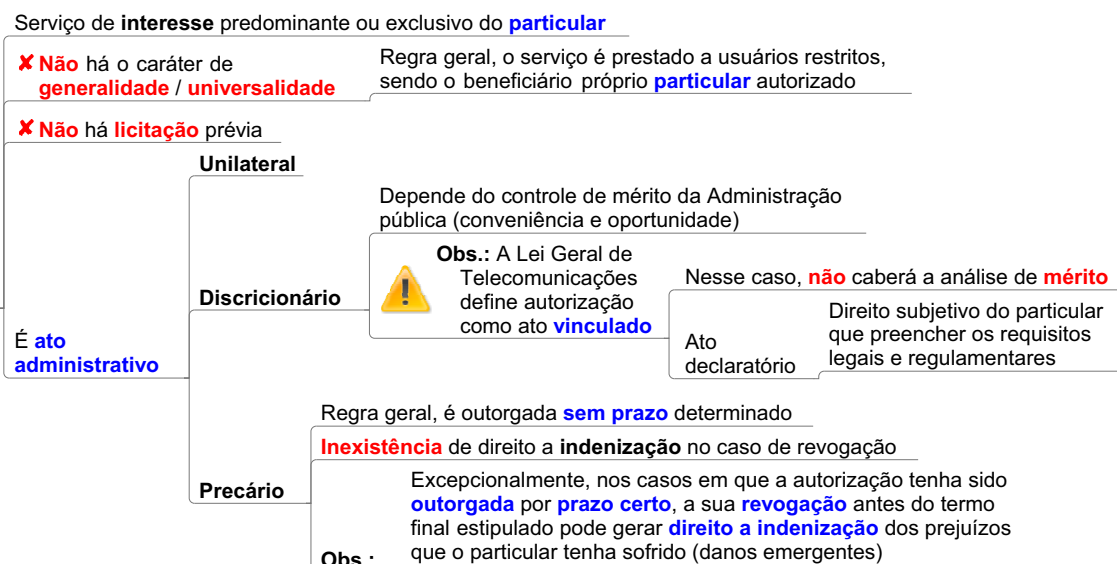 Serviço de interesse predominante ou exclusivo do particular
✘ Não há o caráter de
generalidade / universalidade
Regra geral, o serviço é prestado a usuários restritos,
sendo o beneficiário próprio particular autorizado
✘ Não há licitação prévia
É ato
administrativo
Unilateral
Discricionário
Depende do controle de mérito da Administração
pública (conveniência e oportunidade)
Obs.: A Lei Geral de
Telecomunicações
define autorização
como ato vinculado
Nesse caso, não caberá a análise de mérito
Ato
declaratório
Direito subjetivo do particular
que preencher os requisitos
legais e regulamentares
Precário
Regra geral, é outorgada sem prazo determinado
Inexistência de direito a indenização no caso de revogação
Obs.:
Excepcionalmente, nos casos em que a autorização tenha sido
outorgada por prazo certo, a sua revogação antes do termo
final estipulado pode gerar direito a indenização dos prejuízos
que o particular tenha sofrido (danos emergentes)